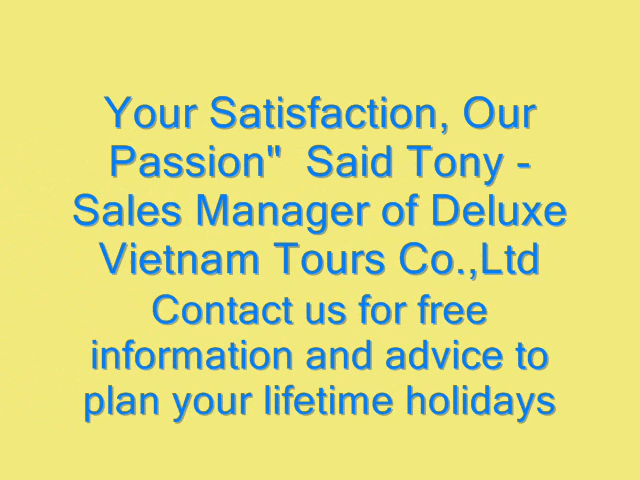 Your Satisfaction, Our
Passion"  Said Tony -
Sales Manager of Deluxe
Vietnam Tours Co.,Ltd
Contact us for free
information and advice to
plan your lifetime holidays